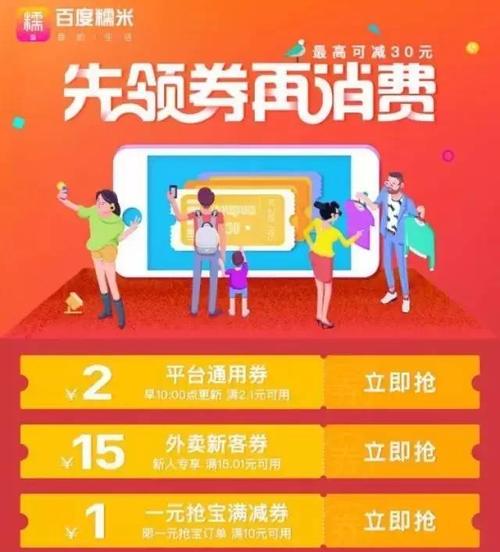 糯 百度糯米
最高可减30元
先领券再消费
¥2 平台通用券 立即抢
早10:00点更新 满2.1元可用
¥15 外卖新客券 立即抢
新人专享 满15.01元可用
¥1 一元抢宝满减券 立即抢
限一元抢宝订单 满10元可用